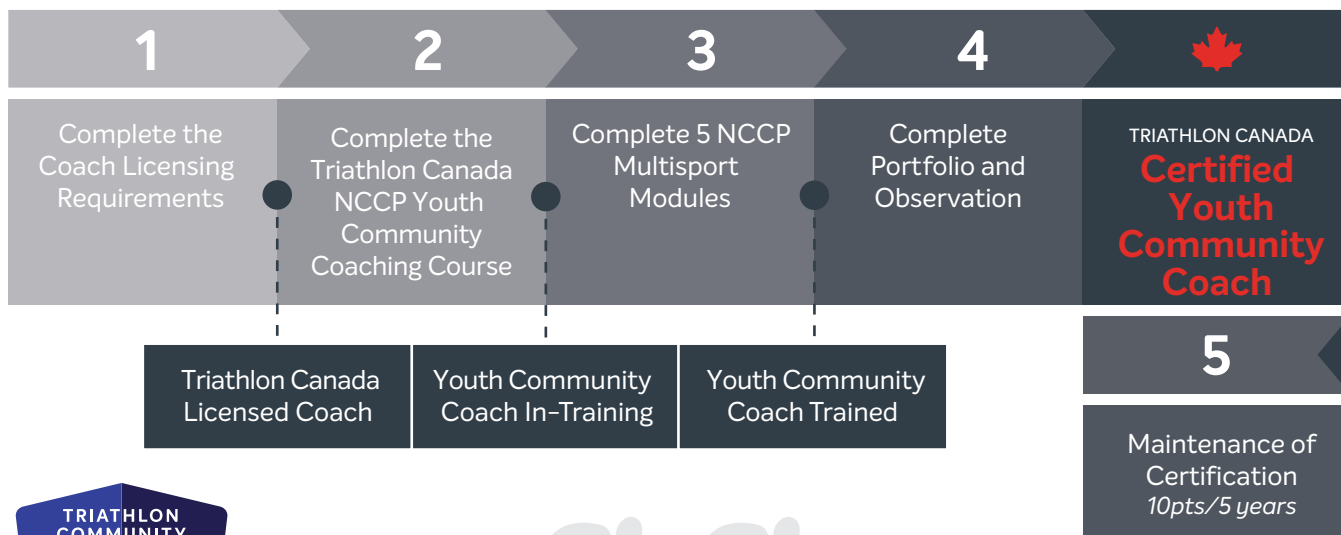 1
2
3
4
Complete the
Coach Licensing
Requirements
Complete the
Triathlon Canada
NCCP Youth
Community
Coaching Course
Complete 5 NCCP
Multisport
Modules
Complete
Portfolio and
Observation
TRIATHLON CANADA
Certified
Youth
Community
Coach
Triathlon Canada
Licensed Coach
Youth Community
Coach In-Training
Youth Community
Coach Trained
5
Maintenance of
Certification
10pts/5 years
TRIATHLON
COMMUNITY